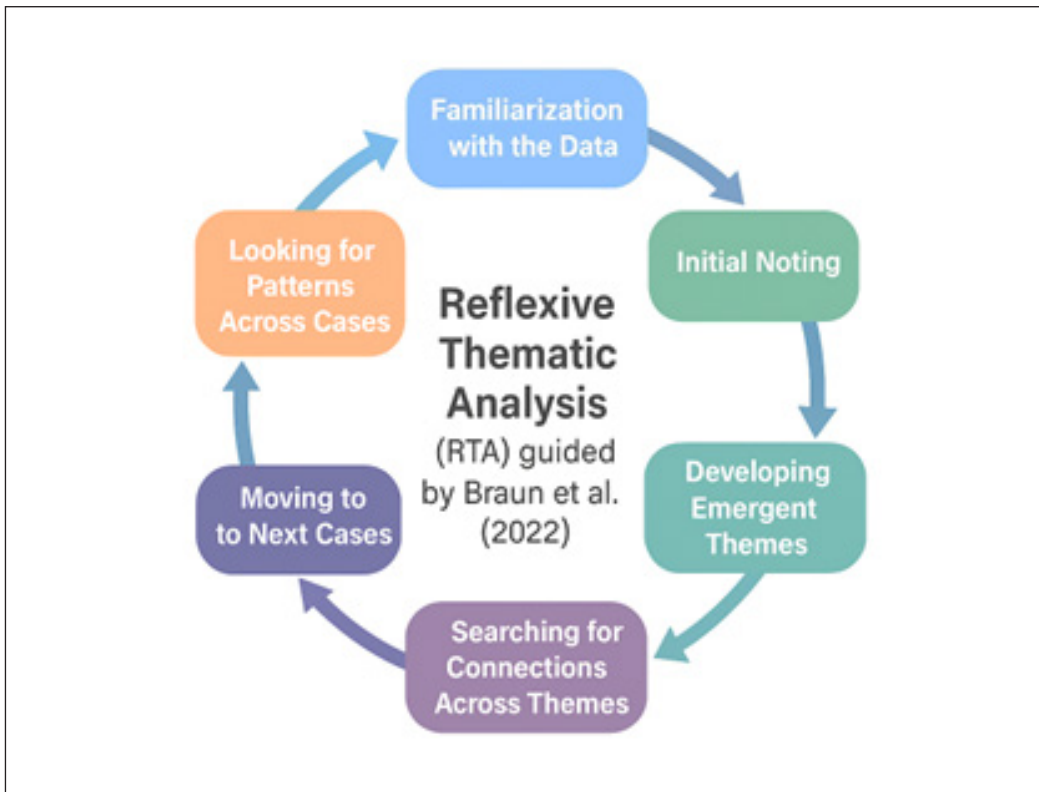 Familiarization
with the Data
Initial Noting
Developing
Emergent
Themes
Searching for
Connections
Across Themes
Moving to
to Next Cases
Looking for
Patterns
Across Cases
Reflexive
Thematic
Analysis
(RTA) guided
by Braun et al.
(2022)